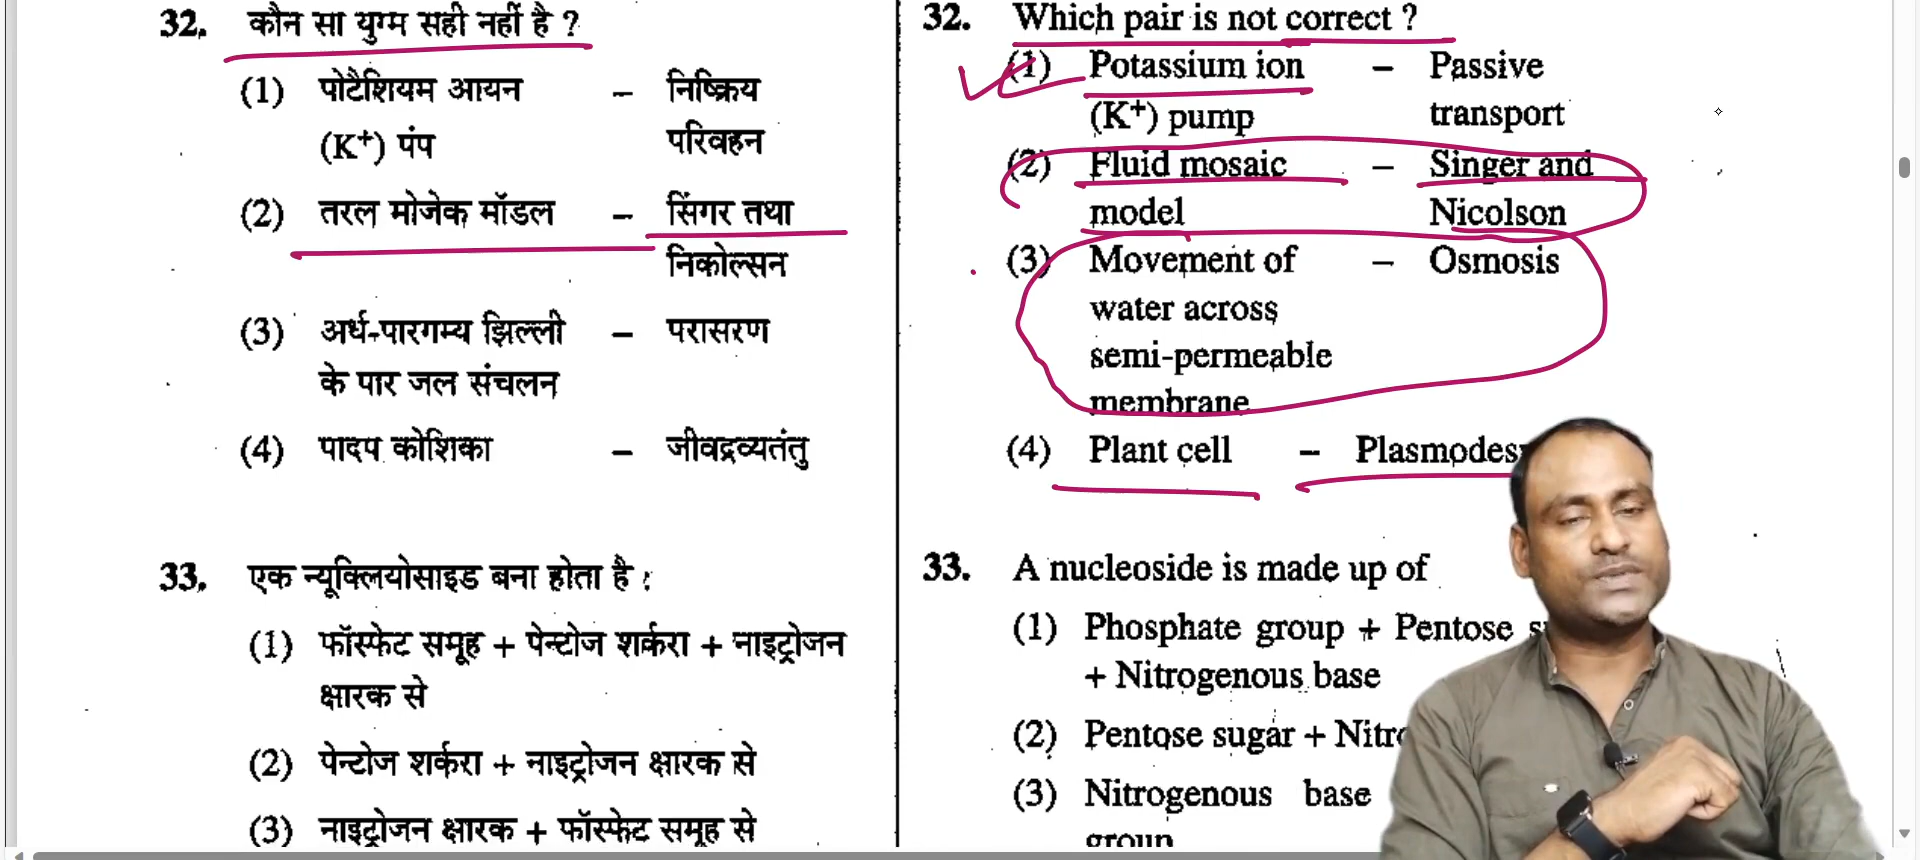 32. कौन सा युग्म सही नहीं है ?
(1) पोटैशियम आयन – निष्क्रिय
(K⁺) पंप परिवहन
(2) तरल मोजेक मॉडल – सिंगर तथा
निकोल्सन
(3) अर्ध-पारगम्य झिल्ली – परासरण
के पार जल संचलन
(4) पादप कोशिका – जीवद्रव्यतंतु
33. एक न्यूक्लियोसाइड बना होता है :
(1) फॉस्फेट समूह + पेन्टोज शर्करा + नाइट्रोजन
क्षारक से
(2) पेन्टोज शर्करा + नाइट्रोजन क्षारक से
(3) नाइट्रोजन क्षारक + फॉस्फेट समूह से
32. Which pair is not correct ?
(1) Potassium ion – Passive
(K⁺) pump transport
(2) Fluid mosaic – Singer and
model Nicolson
(3) Movement of – Osmosis
water across
semi-permeable
membrane
(4) Plant cell –
33. A nucleoside is made up of
(1) Phosphate group + Pentose
+ Nitrogenous base
(2) Pentose sugar +
(3) Nitrogenous base
group